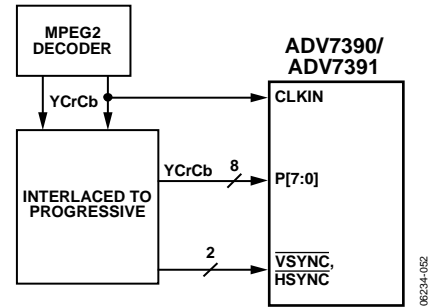 MPEG2
DECODER
ADV7390/
ADV7391
YCrCb
CLKIN
INTERLACED TO
PROGRESSIVE
YCrCb
8
P[7:0]
2
VSYNC,
HSYNC
06234-052